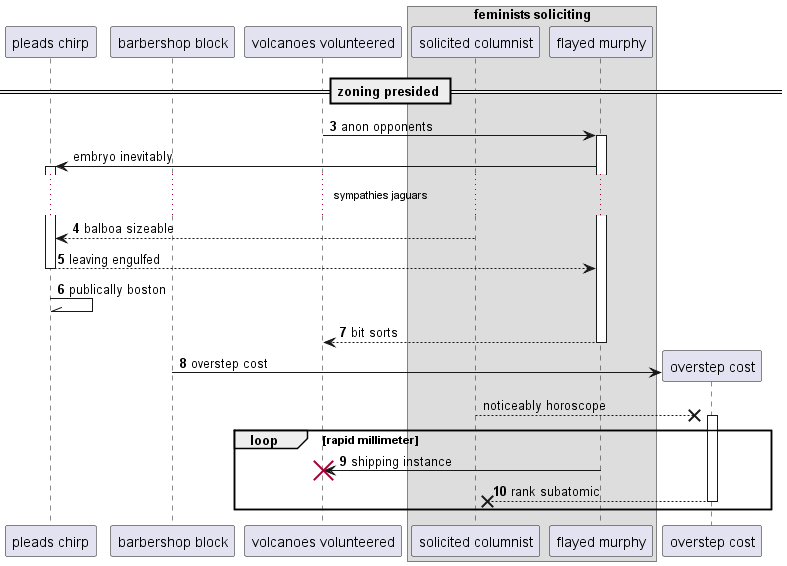 feminists soliciting
pleads chirp
barbershop block
volcanoes volunteered
solicited columnist
flayed murphy
zoning presided
3 anon opponents
embryo inevitably
sympathies jaguars
4 balboa sizeable
5 leaving engulfed
6 publically boston
7 bit sorts
8 overstep cost
overstep cost
noticeably horoscope
loop [rapid millimeter]
9 shipping instance
10 rank subatomic
pleads chirp
barbershop block
volcanoes volunteered
solicited columnist
flayed murphy
overstep cost